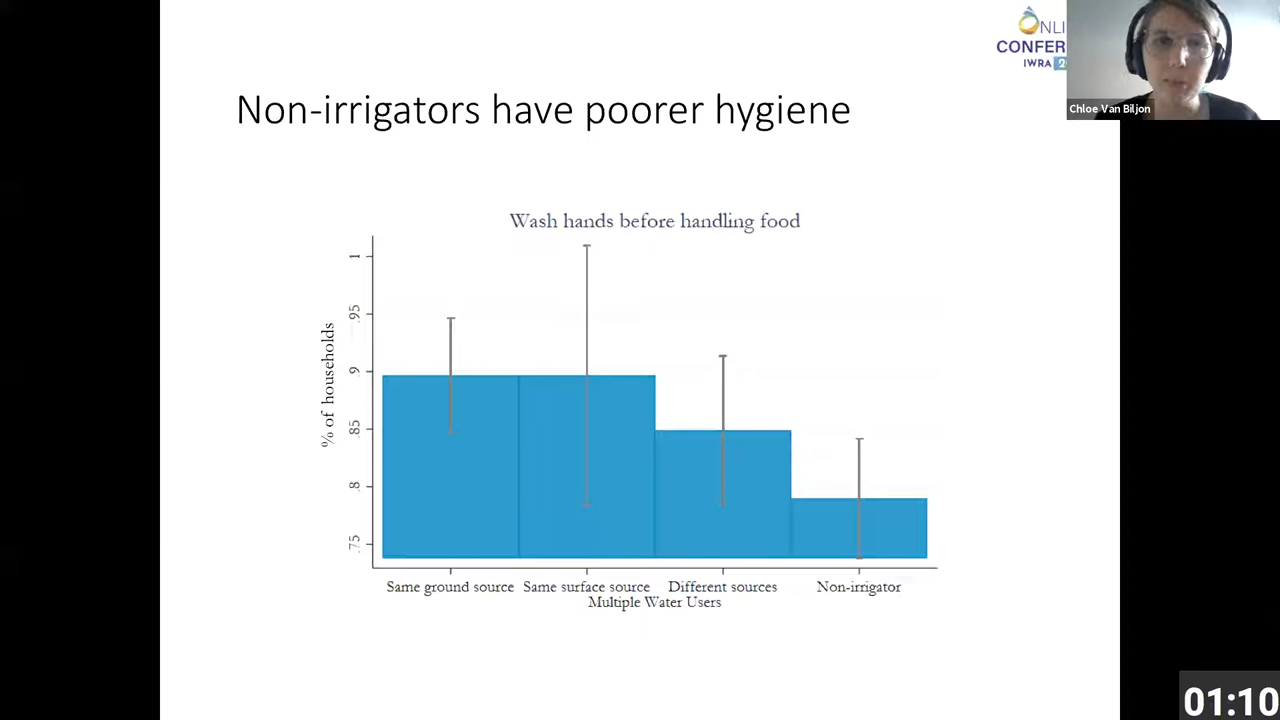 NLI
CONFER
IWRA 2
Chloe Van Biljon
Non-irrigators have poorer hygiene
Wash hands before handling food
% of households
1
.95
.9
.85
.8
.75
Same ground source Same surface source Different sources Non-irrigator
Multiple Water Users
01:10